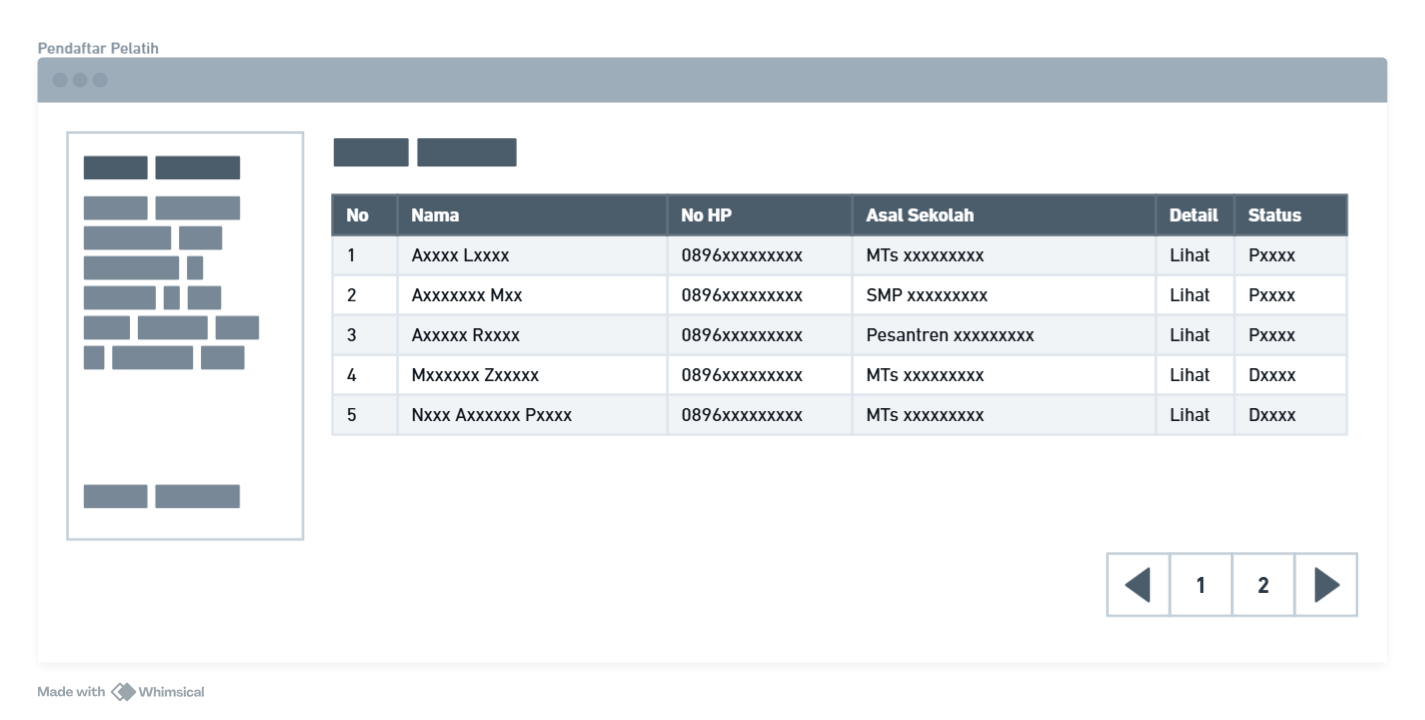 Pendaftar Pelatih
No Nama No HP Asal Sekolah Detail Status
1 Axxxx Lxxxx 0896xxxxxxxxx MTs xxxxxxxxx Lihat Pxxxx
2 Axxxxxxx Mxx 0896xxxxxxxxx SMP xxxxxxxxx Lihat Pxxxx
3 Axxxxx Rxxxx 0896xxxxxxxxx Pesantren xxxxxxxxx Lihat Pxxxx
4 Mxxxxxx Zxxxxx 0896xxxxxxxxx MTs xxxxxxxxx Lihat Dxxxx
5 Nxxx Axxxxxx Pxxxx 0896xxxxxxxxx MTs xxxxxxxxx Lihat Dxxxx
1 2
Made with Whimsical